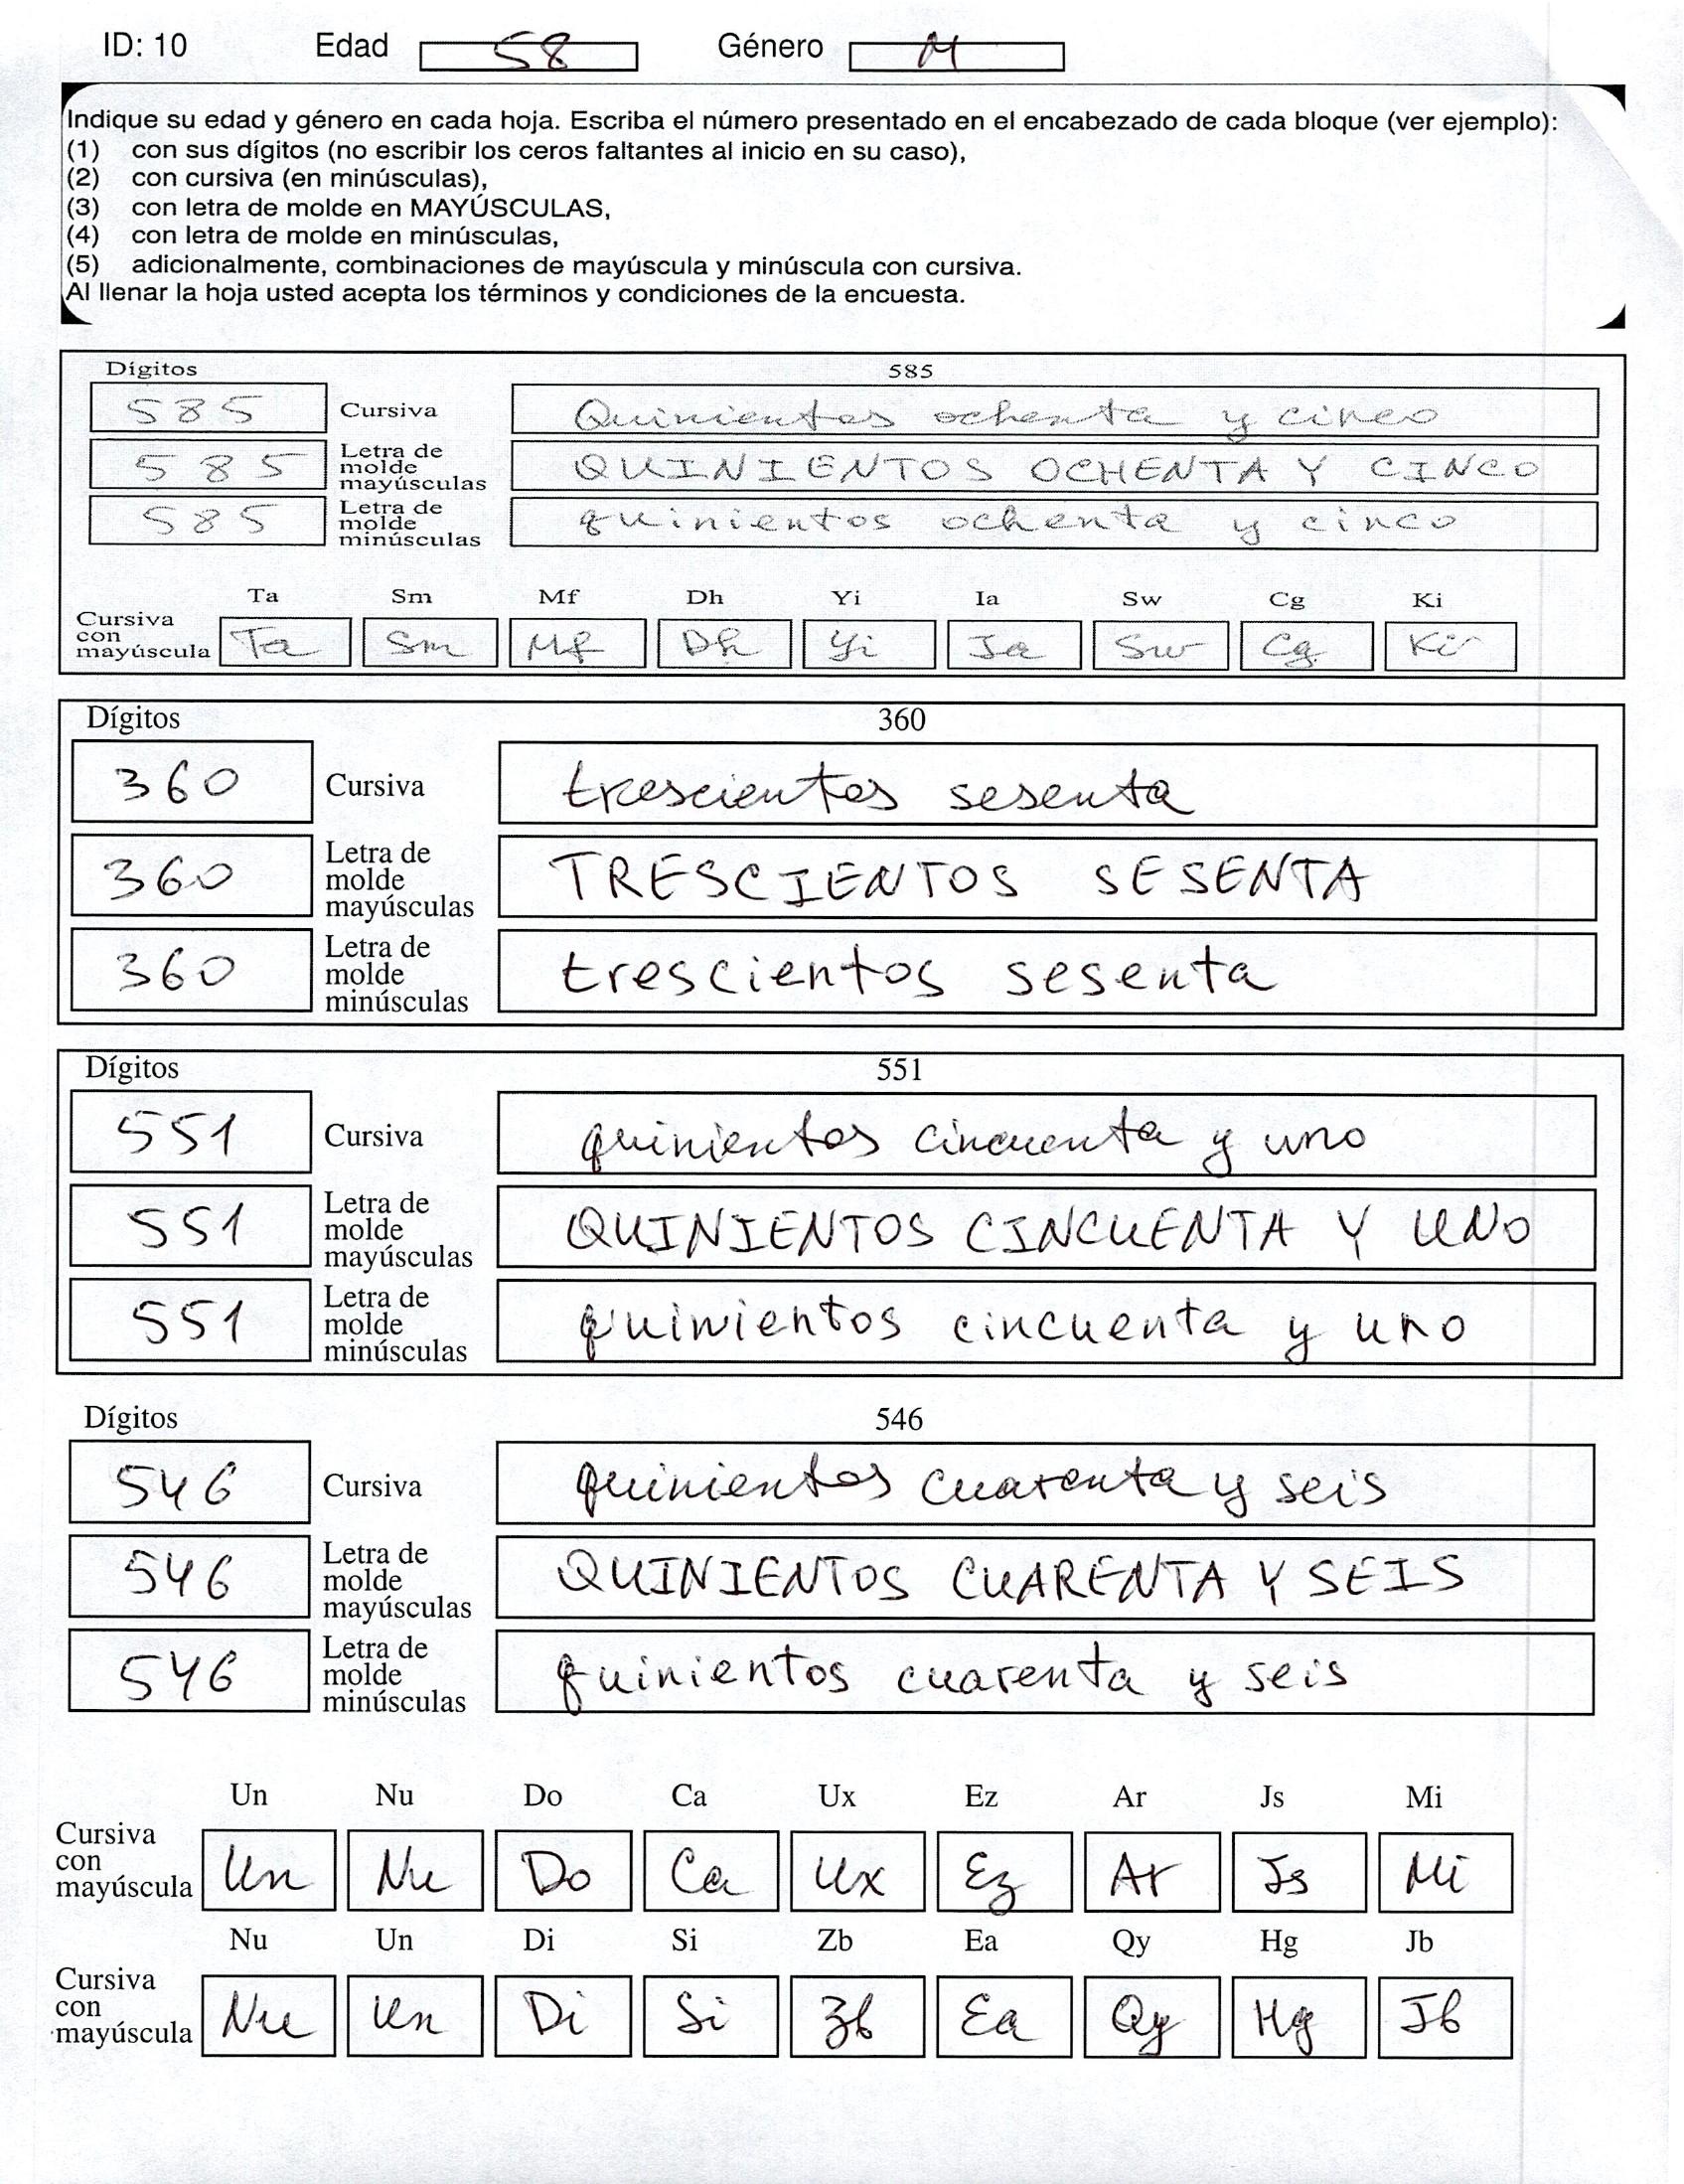 ID: 10 Edad 58 Género M
Indique su edad y género en cada hoja. Escriba el número presentado en el encabezado de cada bloque (ver ejemplo):
(1) con sus dígitos (no escribir los ceros faltantes al inicio en su caso),
(2) con cursiva (en minúsculas),
(3) con letra de molde en MAYÚSCULAS,
(4) con letra de molde en minúsculas,
(5) adicionalmente, combinaciones de mayúscula y minúscula con cursiva.
Al llenar la hoja usted acepta los términos y condiciones de la encuesta.
Dígitos 585
585 Cursiva Quinientos ochenta y cinco
585 Letra de molde mayúsculas QUINIENTOS OCHENTA Y CINCO
585 Letra de molde minúsculas quinientos ochenta y cinco
Ta Sm Mf Dh Yi Ia Sw Cg Ki
Cursiva con mayúscula Ta Sm Mf Dh Yi Ia Sw Cg Ki
Dígitos 360
360 Cursiva trescientos sesenta
360 Letra de molde mayúsculas TRESCIENTOS SESENTA
360 Letra de molde minúsculas trescientos sesenta
Dígitos 551
551 Cursiva quinientos cincuenta y uno
551 Letra de molde mayúsculas QUINIENTOS CINCUENTA Y UNO
551 Letra de molde minúsculas quinientos cincuenta y uno
Dígitos 546
546 Cursiva quinientos cuarenta y seis
546 Letra de molde mayúsculas QUINIENTOS CUARENTA Y SEIS
546 Letra de molde minúsculas quinientos cuarenta y seis
Un Nu Do Ca Ux Ez Ar Js Mi
Cursiva con mayúscula Un Nu Do Ca Ux Ez Ar Js Mi
Nu Un Di Si Zb Ea Qy Hg Jb
Cursiva con mayúscula Nu Un Di Si Zb Ea Qy Hg Jb